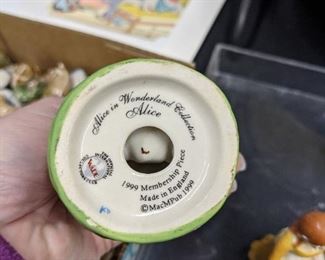 Alice in Wonderland Collection
Alice
1999 Membership Piece
Made in England
©MacMPub 1999